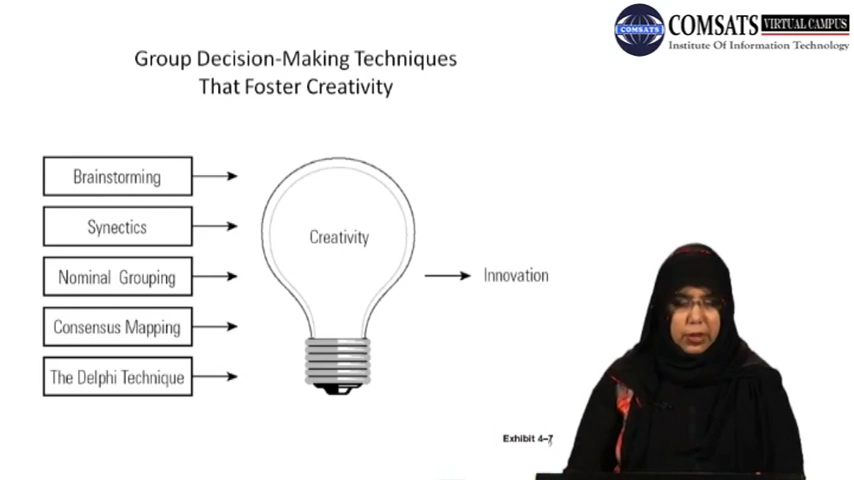 COMSATS
COMSATS VIRTUAL CAMPUS
Institute Of Information Technology
Group Decision-Making Techniques
That Foster Creativity
Brainstorming
Synectics
Nominal Grouping
Consensus Mapping
The Delphi Technique
Creativity
Innovation
Exhibit 4–7